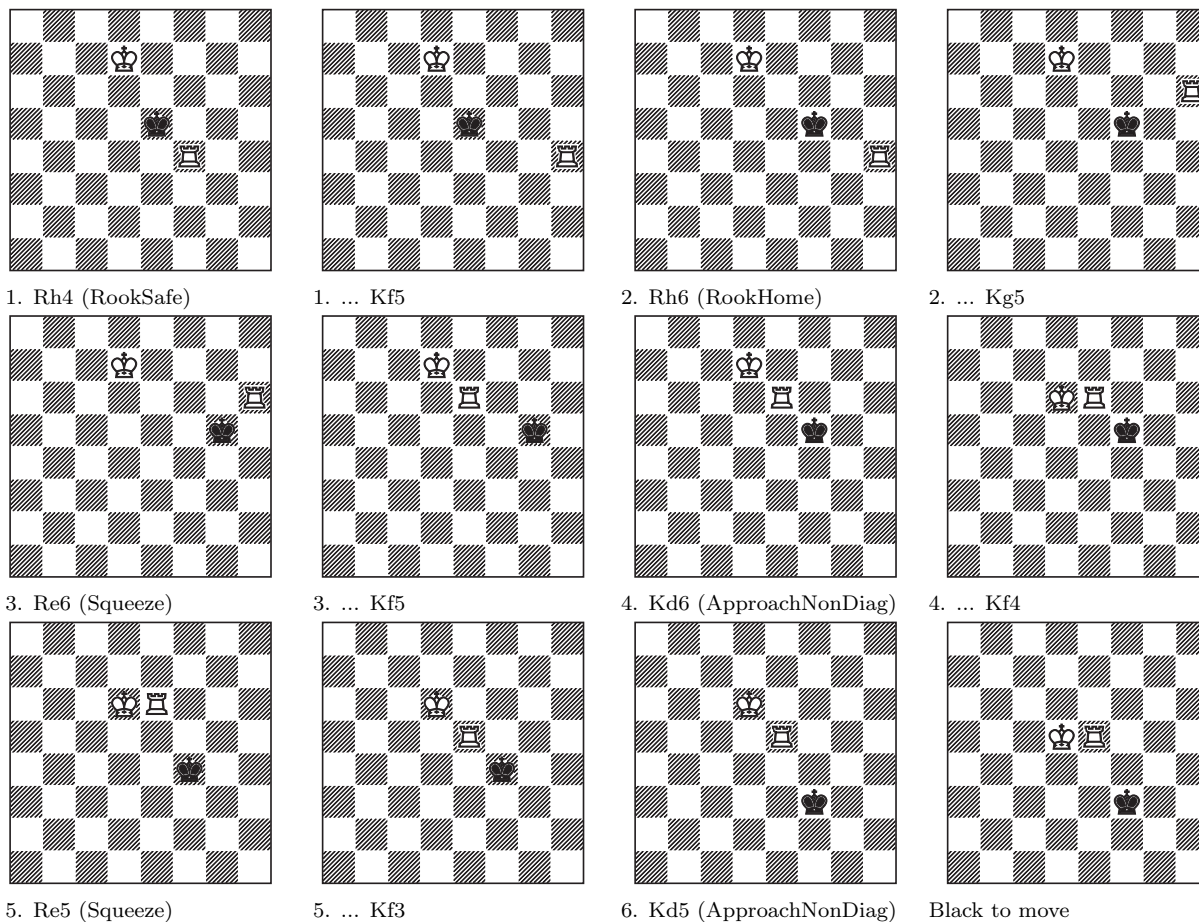 1. Rh4 (RookSafe) 1. ... Kf5 2. Rh6 (RookHome) 2. ... Kg5
3. Re6 (Squeeze) 3. ... Kf5 4. Kd6 (ApproachNonDiag) 4. ... Kf4
5. Re5 (Squeeze) 5. ... Kf3 6. Kd5 (ApproachNonDiag) Black to move